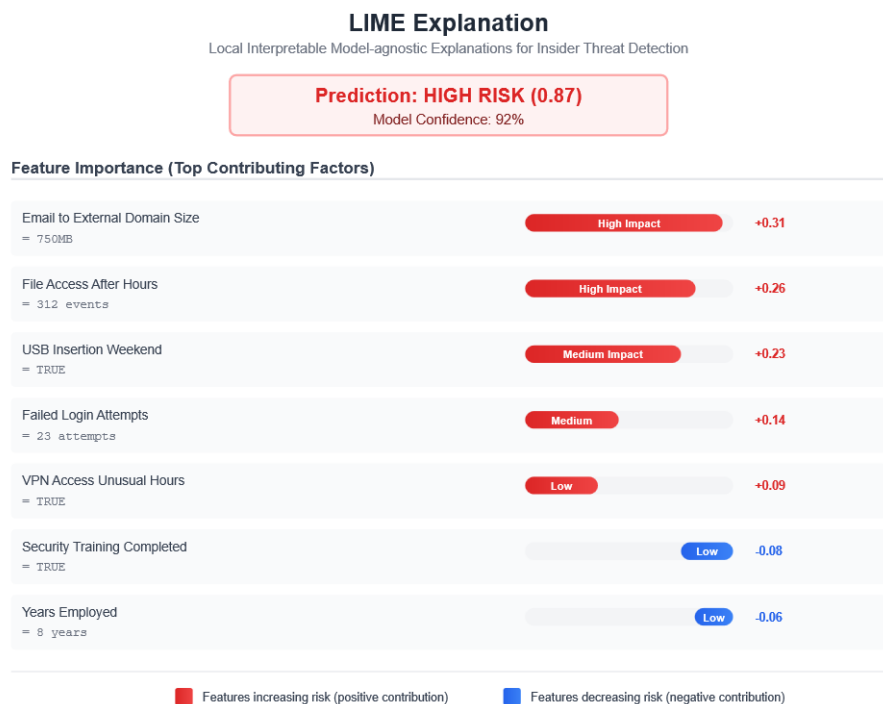 LIME Explanation
Local Interpretable Model-agnostic Explanations for Insider Threat Detection
Prediction: HIGH RISK (0.87)
Model Confidence: 92%
Feature Importance (Top Contributing Factors)
Email to External Domain Size
= 750MB
High Impact
+0.31
File Access After Hours
= 312 events
High Impact
+0.26
USB Insertion Weekend
= TRUE
Medium Impact
+0.23
Failed Login Attempts
= 23 attempts
Medium
+0.14
VPN Access Unusual Hours
= TRUE
Low
+0.09
Security Training Completed
= TRUE
Low
-0.08
Years Employed
= 8 years
Low
-0.06
Features increasing risk (positive contribution)
Features decreasing risk (negative contribution)